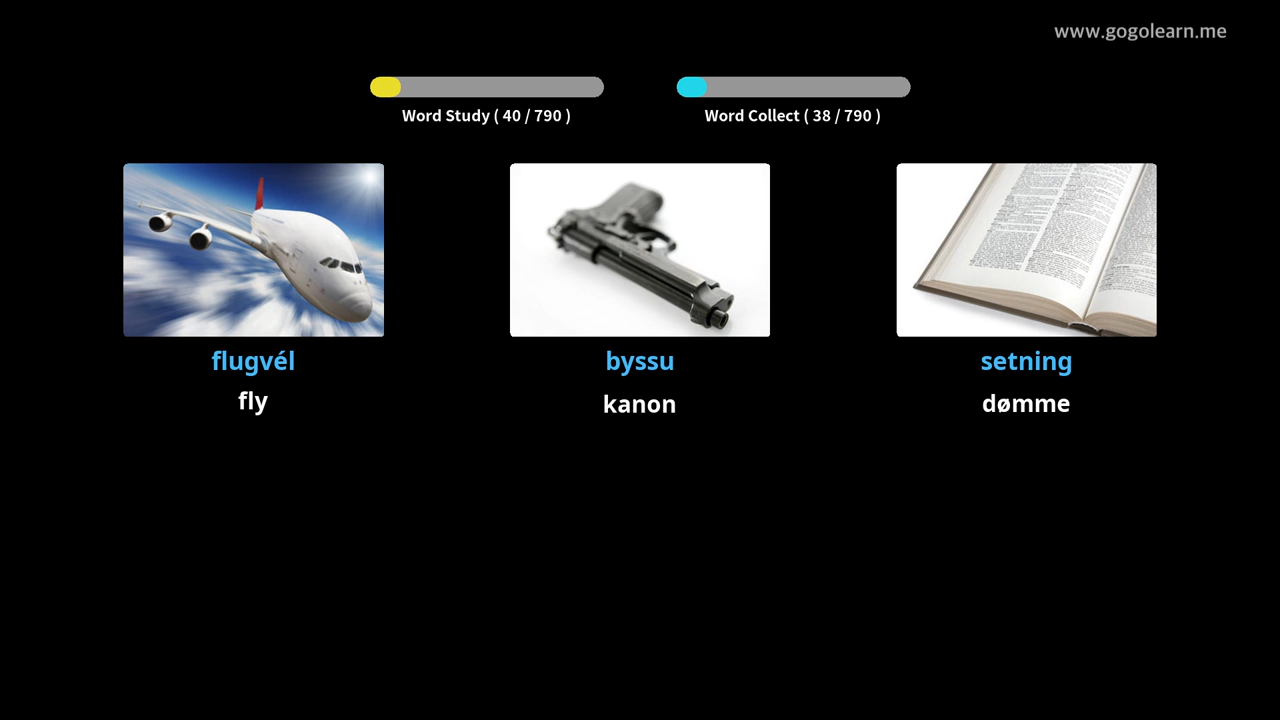 www.gogolearn.me
Word Study ( 40 / 790 )
Word Collect ( 38 / 790 )
flugvél
byssu
setning
fly
kanon
dømme